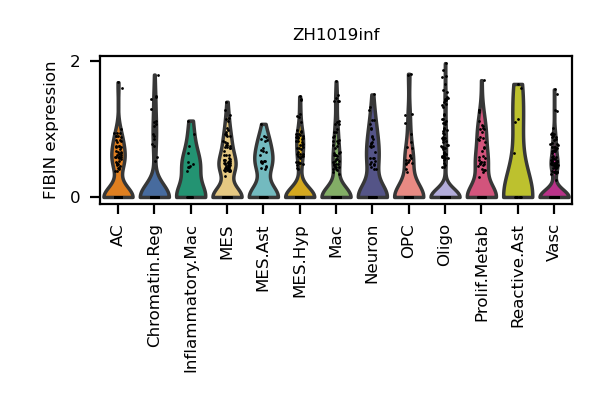 ZH1019inf
FIBIN expression
2
0
AC
Chromatin.Reg
Inflammatory.Mac
MES
MES.Ast
MES.Hyp
Mac
Neuron
OPC
Oligo
Prolif.Metab
Reactive.Ast
Vasc